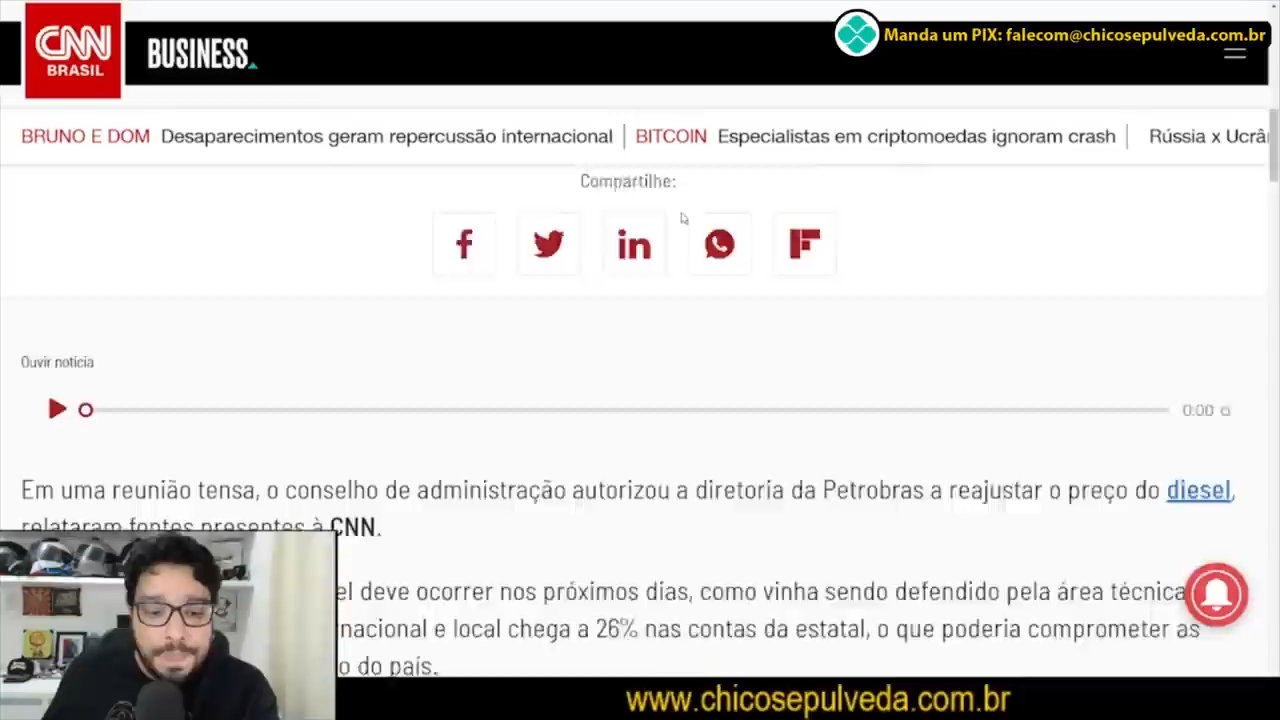 CNN
BRASIL
BUSINESS
Manda um PIX: falecom@chicosepulveda.com.br
BRUNO E DOM Desaparecimentos geram repercussão internacional | BITCOIN Especialistas em criptomoedas ignoram crash | Rússia x Ucrâ
Compartilhe:
Ouvir notícia
0:00
Em uma reunião tensa, o conselho de administração autorizou a diretoria da Petrobras a reajustar o preço do diesel,
relataram fontes presentes à CNN.
el deve ocorrer nos próximos dias, como vinha sendo defendido pela área técnica
nacional e local chega a 26% nas contas da estatal, o que poderia comprometer as
o do país.
www.chicosepulveda.com.br